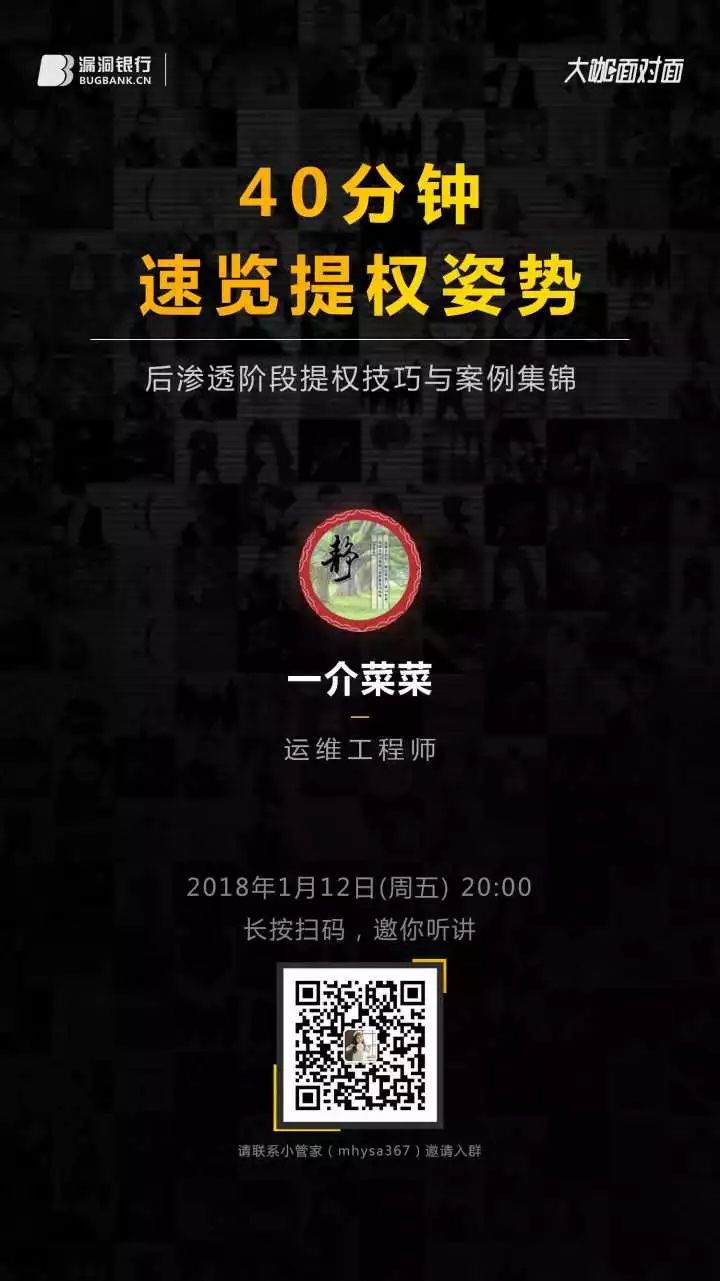 漏洞银行
BUGBANK.CN
大咖面对面
40分钟
速览提权姿势
后渗透阶段提权技巧与案例集锦
静
一介菜菜
运维工程师
2018年1月12日(周五) 20:00
长按扫码，邀你听讲
请联系小管家（mhysa367）邀请入群